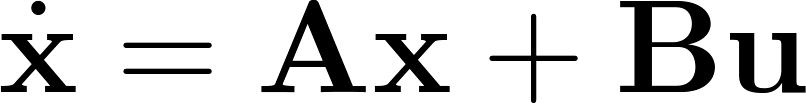 ẋ = Ax + Bu